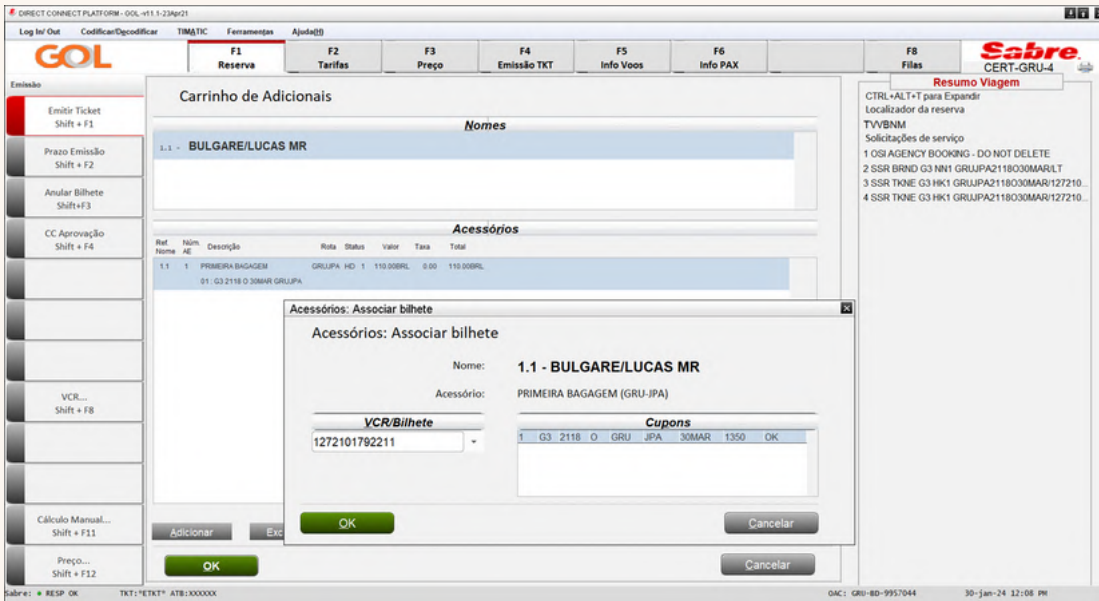 DIRECT CONNECT PLATFORM - GOL -v11.1-23Apr21
Log In/ Out Codificar/Decodificar TIMATIC Ferramentas Ajuda(H)
GOL
F1 Reserva
F2 Tarifas
F3 Preço
F4 Emissão TKT
F5 Info Voos
F6 Info PAX
F8 Filas
Sabre.
CERT-GRU-4
Emissão
Emitir Ticket
Shift + F1
Prazo Emissão
Shift + F2
Anular Bilhete
Shift+F3
CC Aprovação
Shift + F4
VCR...
Shift + F8
Cálculo Manual...
Shift + F11
Preço...
Shift + F12
Carrinho de Adicionais
Nomes
1.1 - BULGARE/LUCAS MR
Acessórios
Ref. Nome Núm. AE Descrição Rota Status Valor Taxa Total
1.1 1 PRIMEIRA BAGAGEM GRUJPA HD 1 110.00BRL 0.00 110.00BRL
01 : G3 2118 O 30MAR GRUJPA
Acessórios: Associar bilhete
Acessórios: Associar bilhete
Nome: 1.1 - BULGARE/LUCAS MR
Acessório: PRIMEIRA BAGAGEM (GRU-JPA)
VCR/Bilhete
1272101792211
Cupons
1 G3 2118 O GRU JPA 30MAR 1350 OK
OK
Cancelar
Adicionar Exc
OK
Cancelar
Resumo Viagem
CTRL+ALT+T para Expandir
Localizador da reserva
TVVBNM
Solicitações de serviço
1 OSI AGENCY BOOKING - DO NOT DELETE
2 SSR BRND G3 NN1 GRUJPA2118O30MAR/LT
3 SSR TKNE G3 HK1 GRUJPA2118O30MAR/127210...
4 SSR TKNE G3 HK1 GRUJPA2118O30MAR/127210...
Sabre: RESP OK TKT:*ETKT* ATB:XXXXXX OAC: GRU-BD-9957044 30-jan-24 12:08 PM